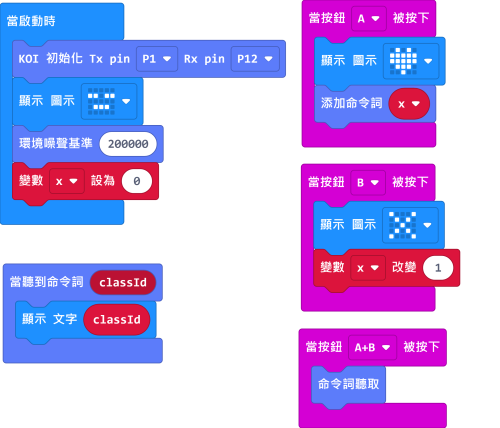 當啟動時
KOI 初始化 Tx pin P1 Rx pin P12
顯示 圖示
環境噪聲基準 200000
變數 x 設為 0
當聽到命令詞 classId
顯示 文字 classId
當按鈕 A 被按下
顯示 圖示
添加命令詞 x
當按鈕 B 被按下
顯示 圖示
變數 x 改變 1
當按鈕 A+B 被按下
命令詞聽取